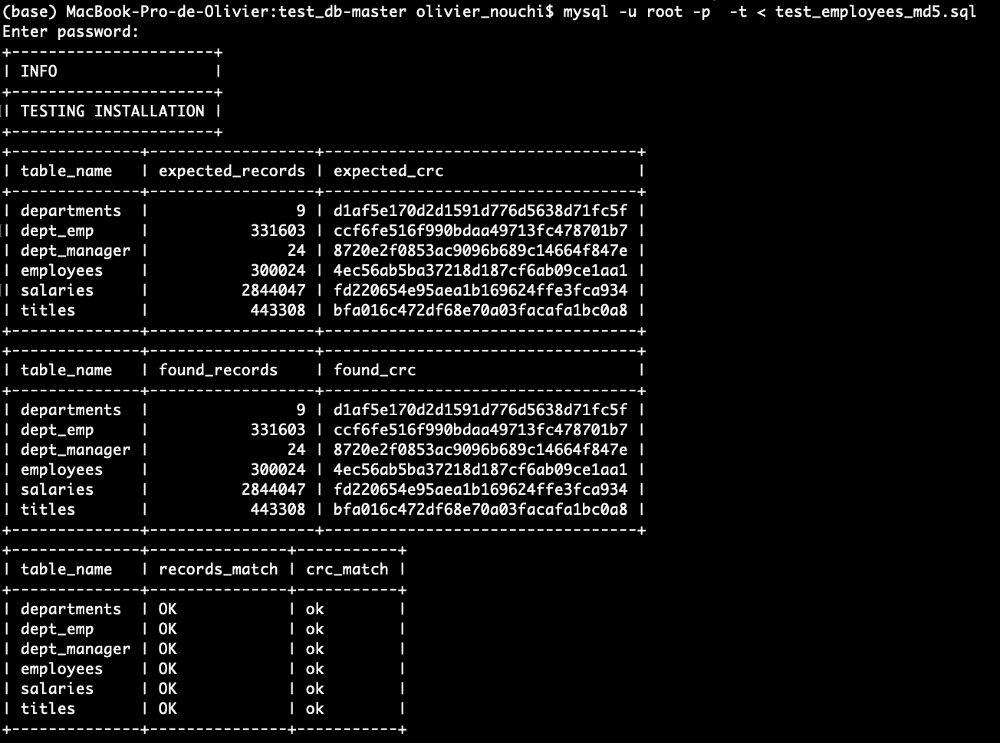 (base) MacBook-Pro-de-Olivier:test_db-master olivier_nouchi$ mysql -u root -p  -t < test_employees_md5.sql
Enter password:
+----------------------+
| INFO                 |
+----------------------+
| TESTING INSTALLATION |
+----------------------+
+--------------+------------------+----------------------------------+
| table_name   | expected_records | expected_crc                     |
+--------------+------------------+----------------------------------+
| departments  |                9 | d1af5e170d2d1591d776d5638d71fc5f |
| dept_emp     |           331603 | ccf6fe516f990bdaa49713fc478701b7 |
| dept_manager |               24 | 8720e2f0853ac9096b689c14664f847e |
| employees    |           300024 | 4ec56ab5ba37218d187cf6ab09ce1aa1 |
| salaries     |          2844047 | fd220654e95aea1b169624ffe3fca934 |
| titles       |           443308 | bfa016c472df68e70a03facafa1bc0a8 |
+--------------+------------------+----------------------------------+
+--------------+------------------+----------------------------------+
| table_name   | found_records    | found_crc                        |
+--------------+------------------+----------------------------------+
| departments  |                9 | d1af5e170d2d1591d776d5638d71fc5f |
| dept_emp     |           331603 | ccf6fe516f990bdaa49713fc478701b7 |
| dept_manager |               24 | 8720e2f0853ac9096b689c14664f847e |
| employees    |           300024 | 4ec56ab5ba37218d187cf6ab09ce1aa1 |
| salaries     |          2844047 | fd220654e95aea1b169624ffe3fca934 |
| titles       |           443308 | bfa016c472df68e70a03facafa1bc0a8 |
+--------------+------------------+----------------------------------+
+--------------+---------------+-----------+
| table_name   | records_match | crc_match |
+--------------+---------------+-----------+
| departments  | OK            | ok        |
| dept_emp     | OK            | ok        |
| dept_manager | OK            | ok        |
| employees    | OK            | ok        |
| salaries     | OK            | ok        |
| titles       | OK            | ok        |
+--------------+---------------+-----------+